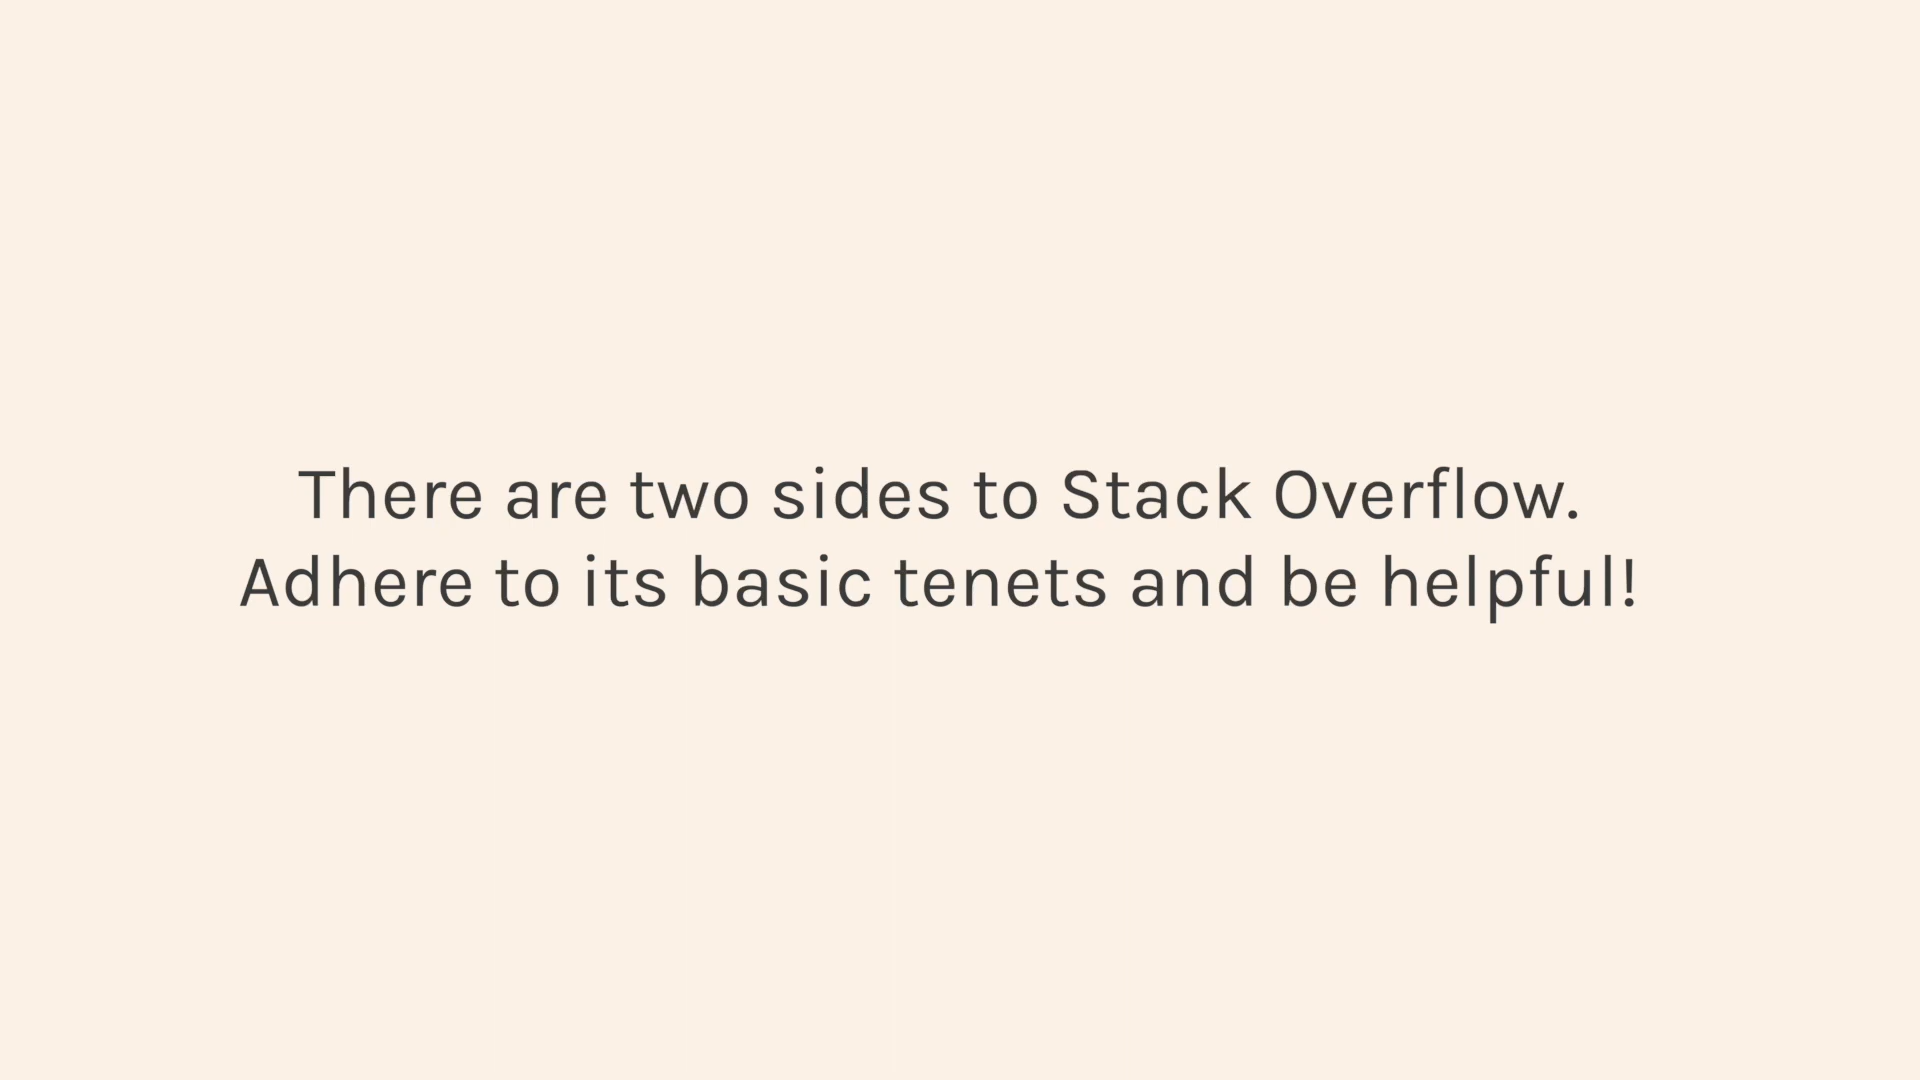 There are two sides to Stack Overflow.
Adhere to its basic tenets and be helpful!